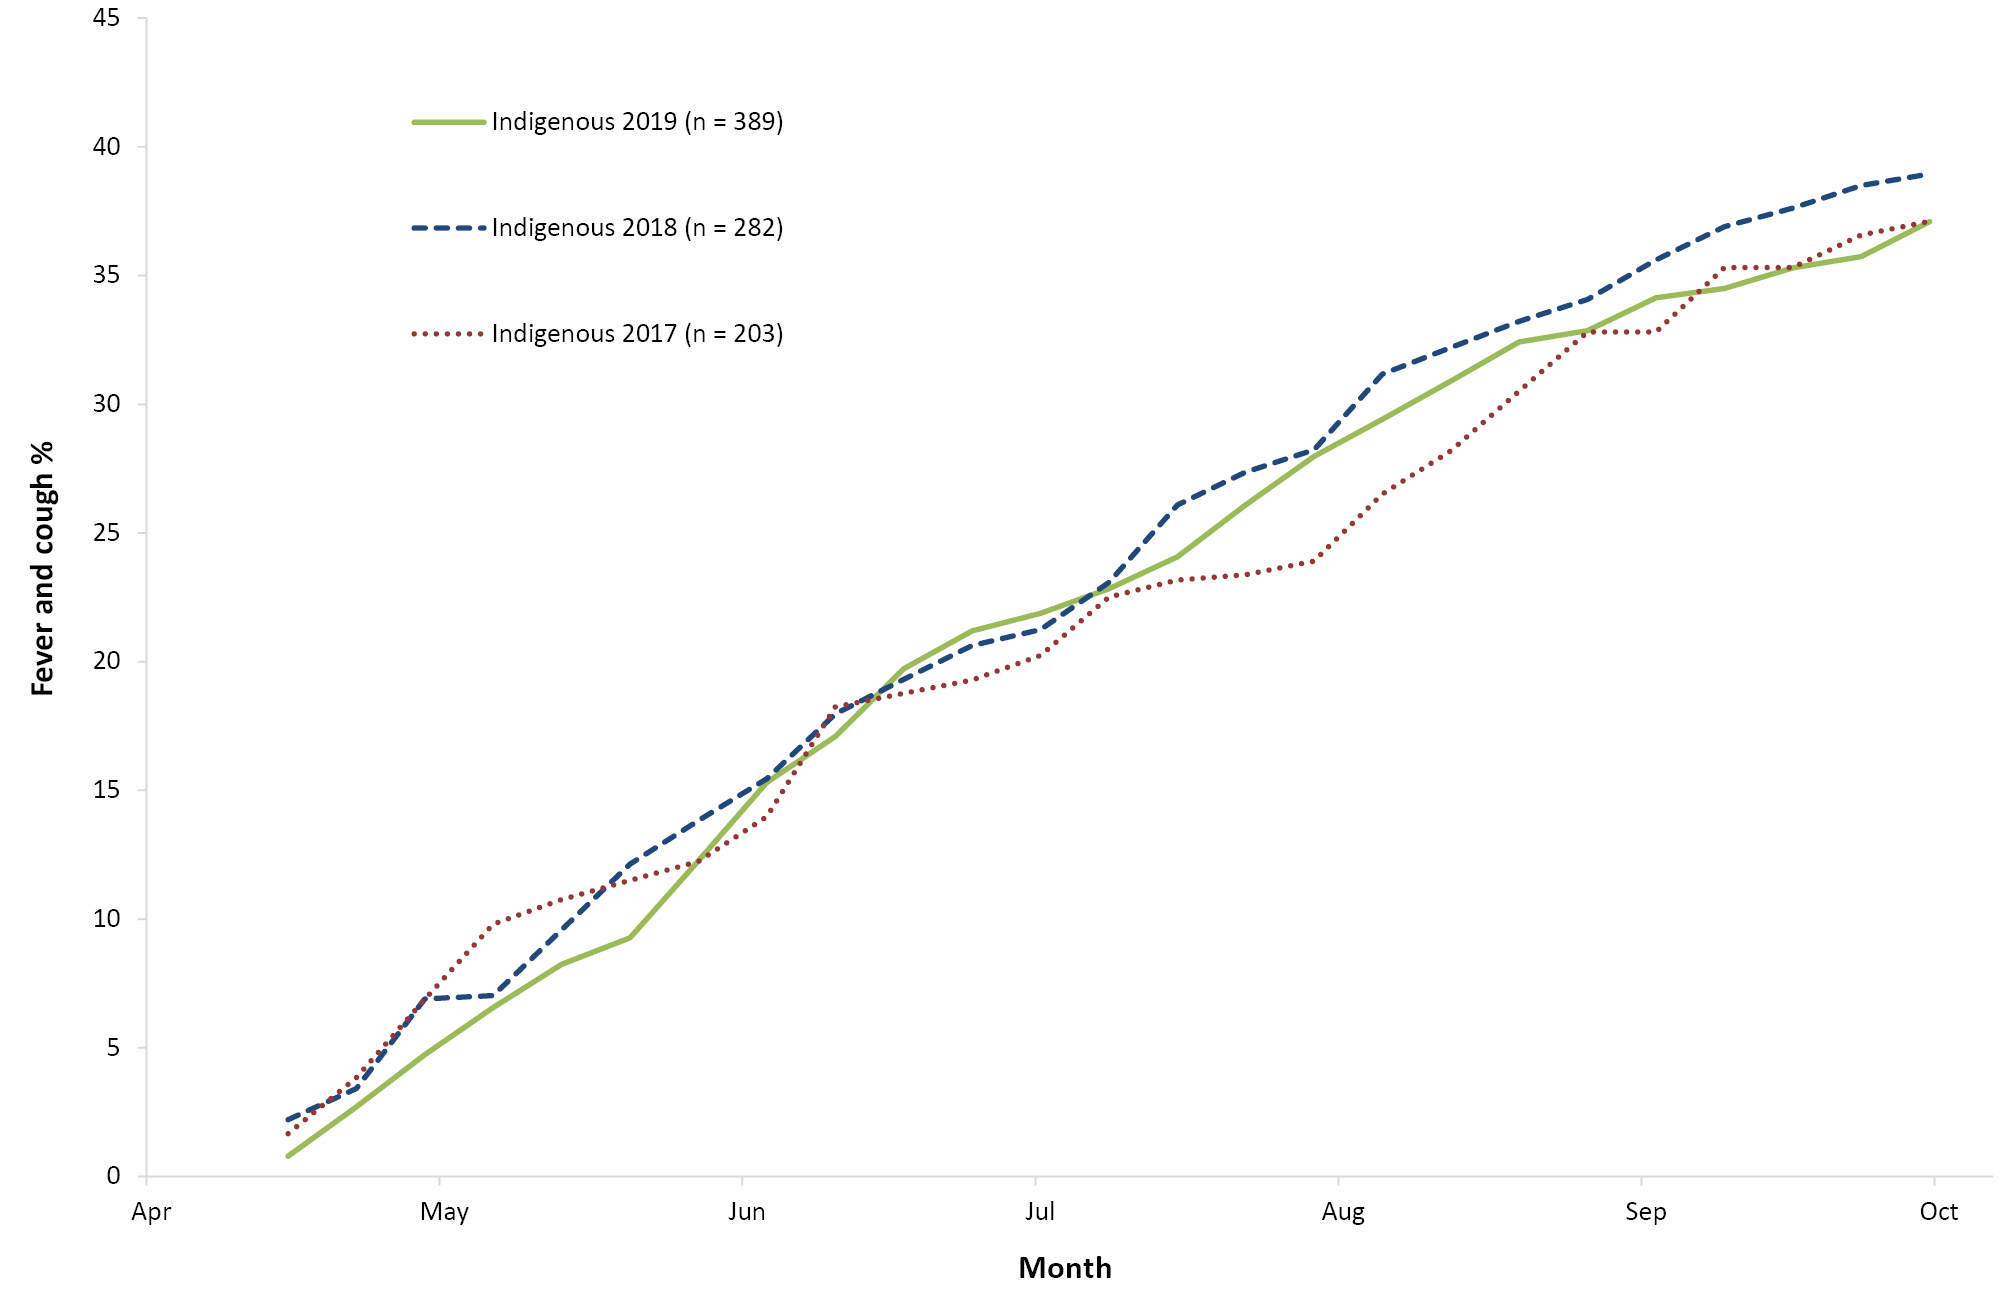 45
40
35
30
25
20
15
10
5
0
Fever and cough %
Indigenous 2019 (n = 389)
Indigenous 2018 (n = 282)
Indigenous 2017 (n = 203)
Apr May Jun Jul Aug Sep Oct
Month